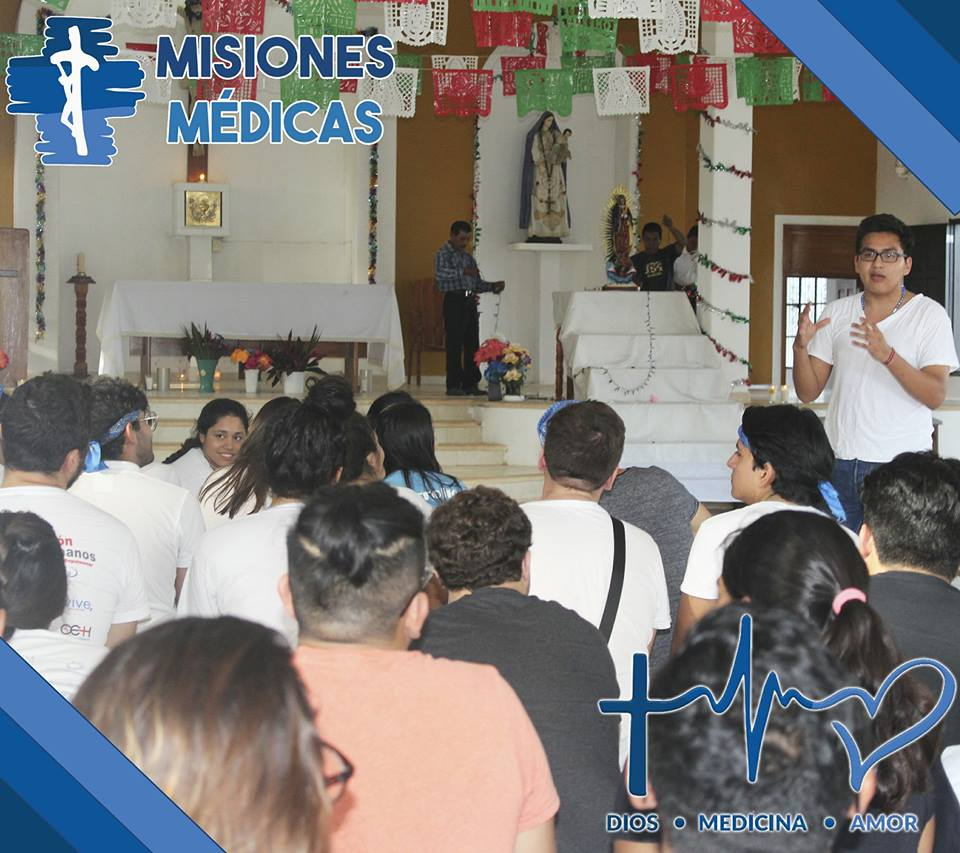 MISIONES
MÉDICAS
DIOS • MEDICINA • AMOR